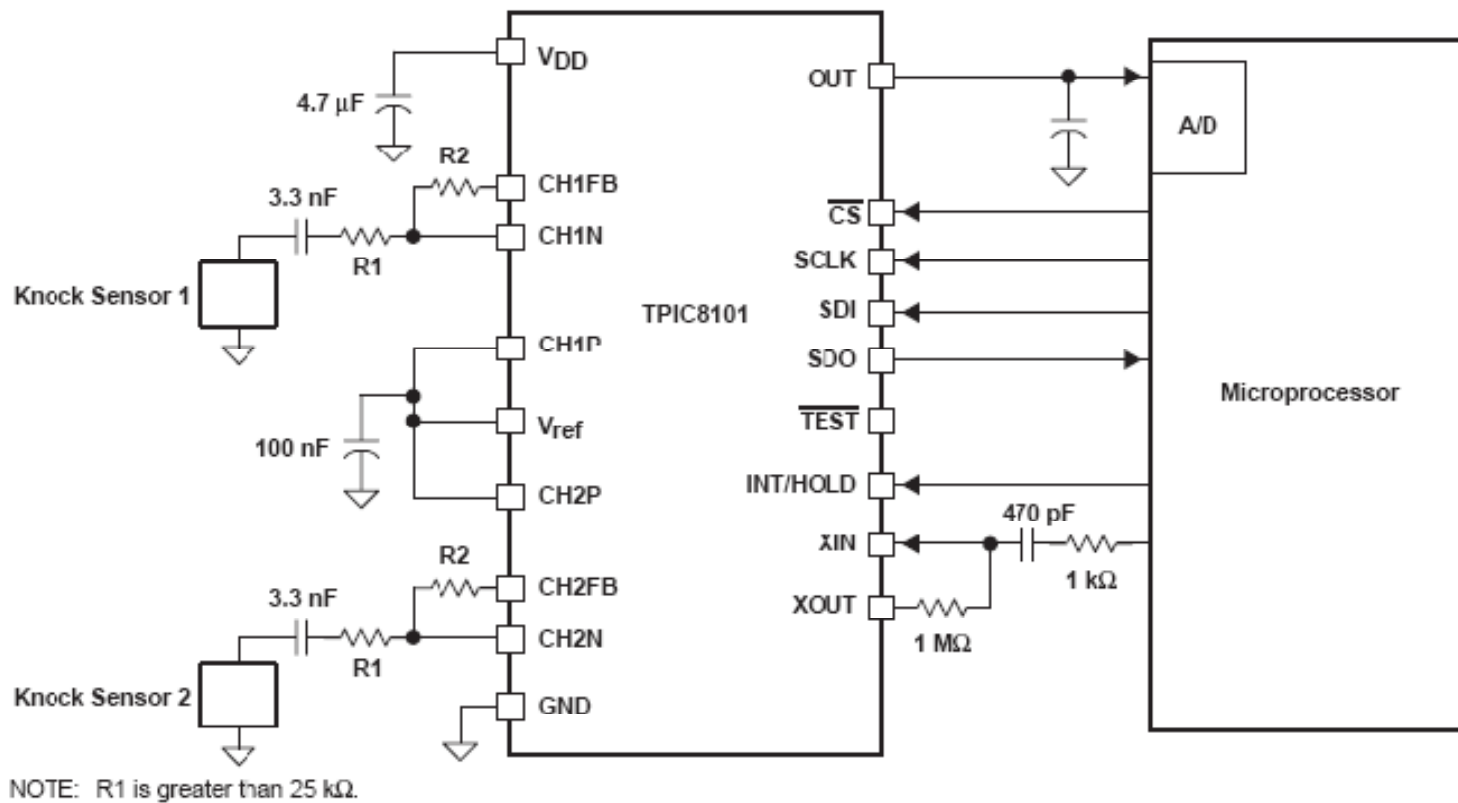 VDD
4.7 μF
R2
CH1FB
3.3 nF
CH1N
R1
Knock Sensor 1
CH1P
Vref
100 nF
CH2P
R2
CH2FB
3.3 nF
CH2N
R1
Knock Sensor 2
GND
TPIC8101
OUT
CS
SCLK
SDI
SDO
TEST
INT/HOLD
XIN
XOUT
470 pF
1 kΩ
1 MΩ
A/D
Microprocessor
NOTE: R1 is greater than 25 kΩ.